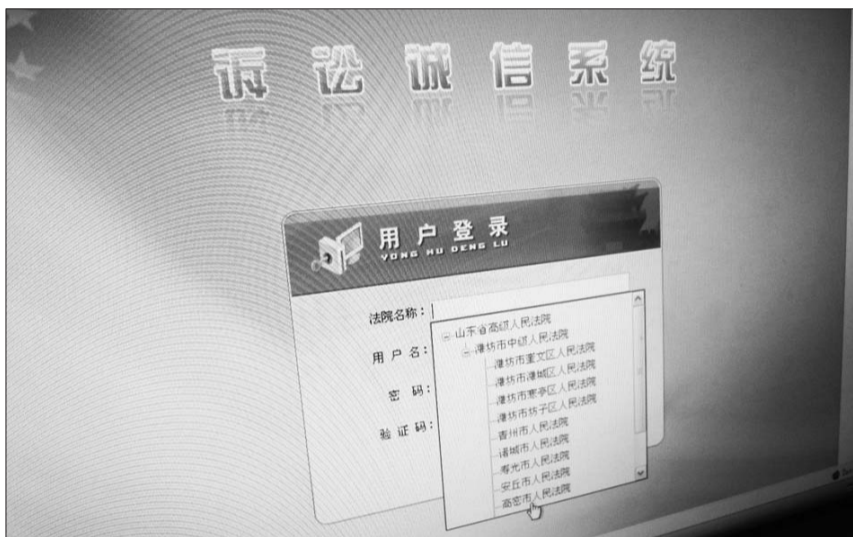 诉讼诚信系统
用户登录
YONG HU DENG LU
法院名称：
山东省高级人民法院
潍坊市中级人民法院
用户名：
潍坊市奎文区人民法院
潍坊市潍城区人民法院
密码：
潍坊市寒亭区人民法院
潍坊市坊子区人民法院
验证码：
青州市人民法院
诸城市人民法院
寿光市人民法院
安丘市人民法院
高密市人民法院